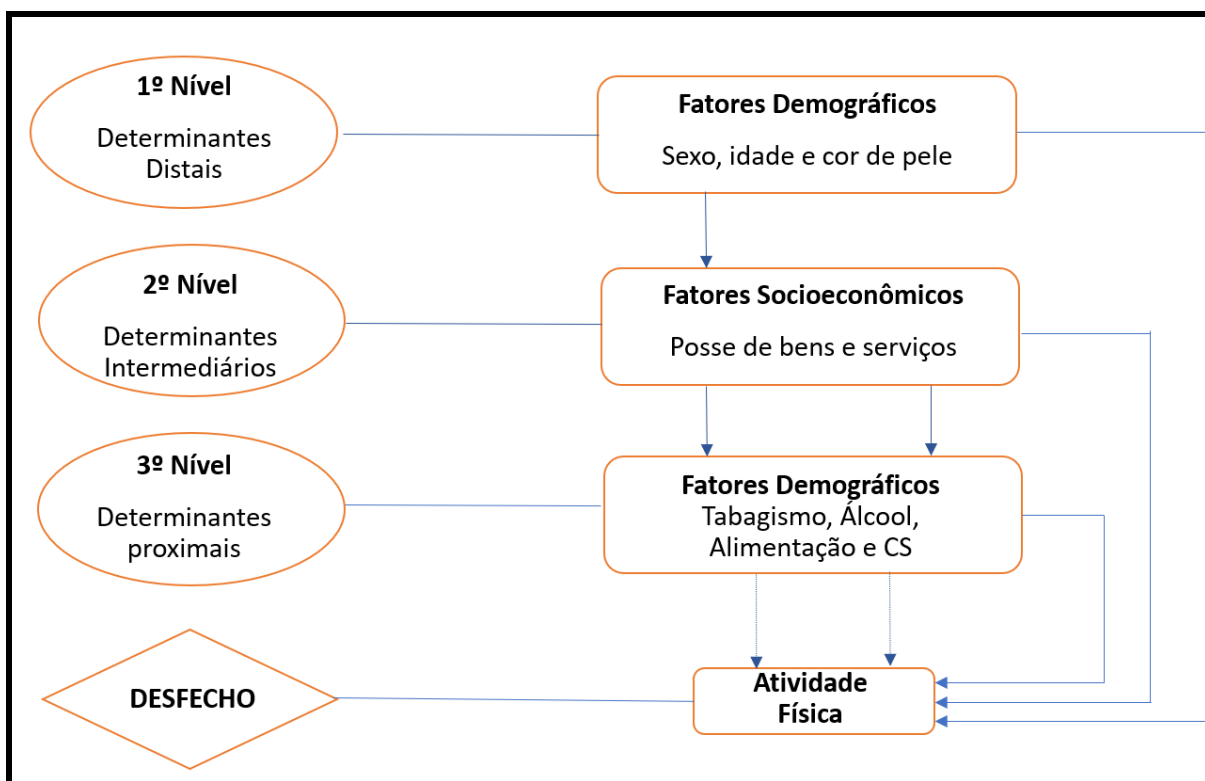 1º Nível
Determinantes
Distais
Fatores Demográficos
Sexo, idade e cor de pele
2º Nível
Determinantes
Intermediários
Fatores Socioeconômicos
Posse de bens e serviços
3º Nível
Determinantes
proximais
Fatores Demográficos
Tabagismo, Álcool,
Alimentação e CS
DESFECHO
Atividade
Física